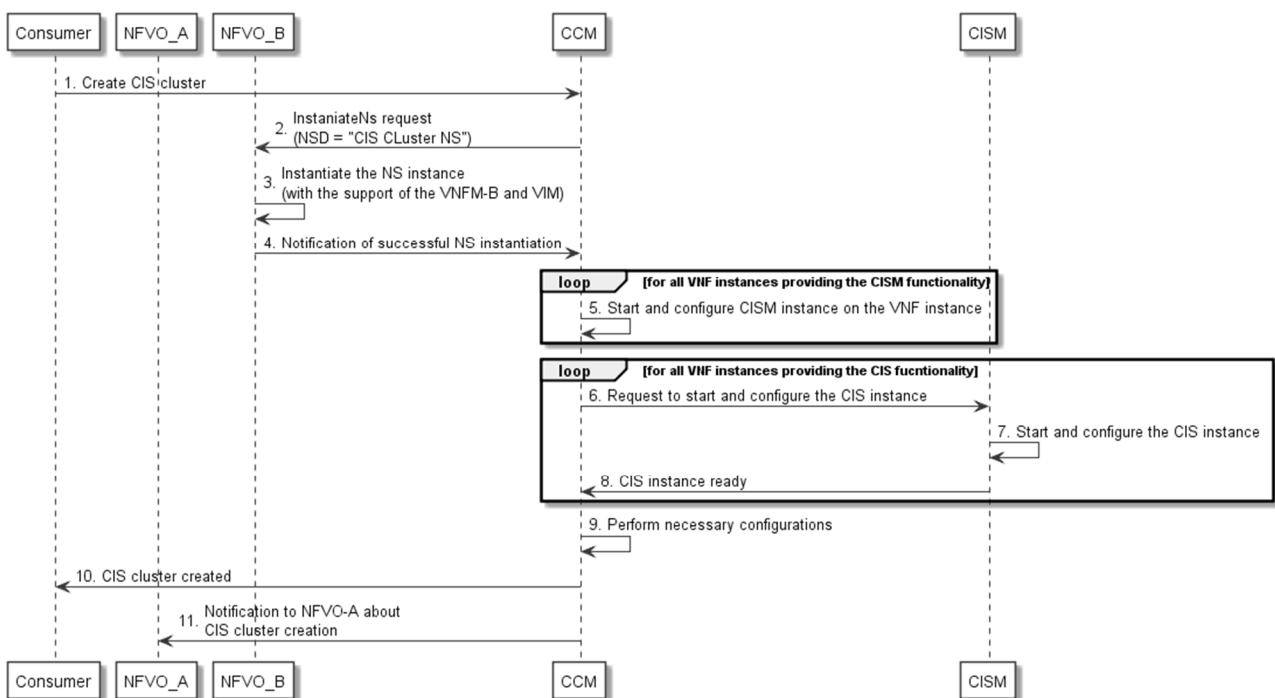 Consumer NFVO_A NFVO_B CCM CISM
1. Create CIS cluster
2. InstaniateNs request
(NSD = "CIS CLuster NS")
3. Instantiate the NS instance
(with the support of the VNFM-B and VIM)
4. Notification of successful NS instantiation
loop [for all VNF instances providing the CISM functionality]
5. Start and configure CISM instance on the VNF instance
loop [for all VNF instances providing the CIS fucntionality]
6. Request to start and configure the CIS instance
7. Start and configure the CIS instance
8. CIS instance ready
9. Perform necessary configurations
10. CIS cluster created
11. Notification to NFVO-A about
CIS cluster creation
Consumer NFVO_A NFVO_B CCM CISM